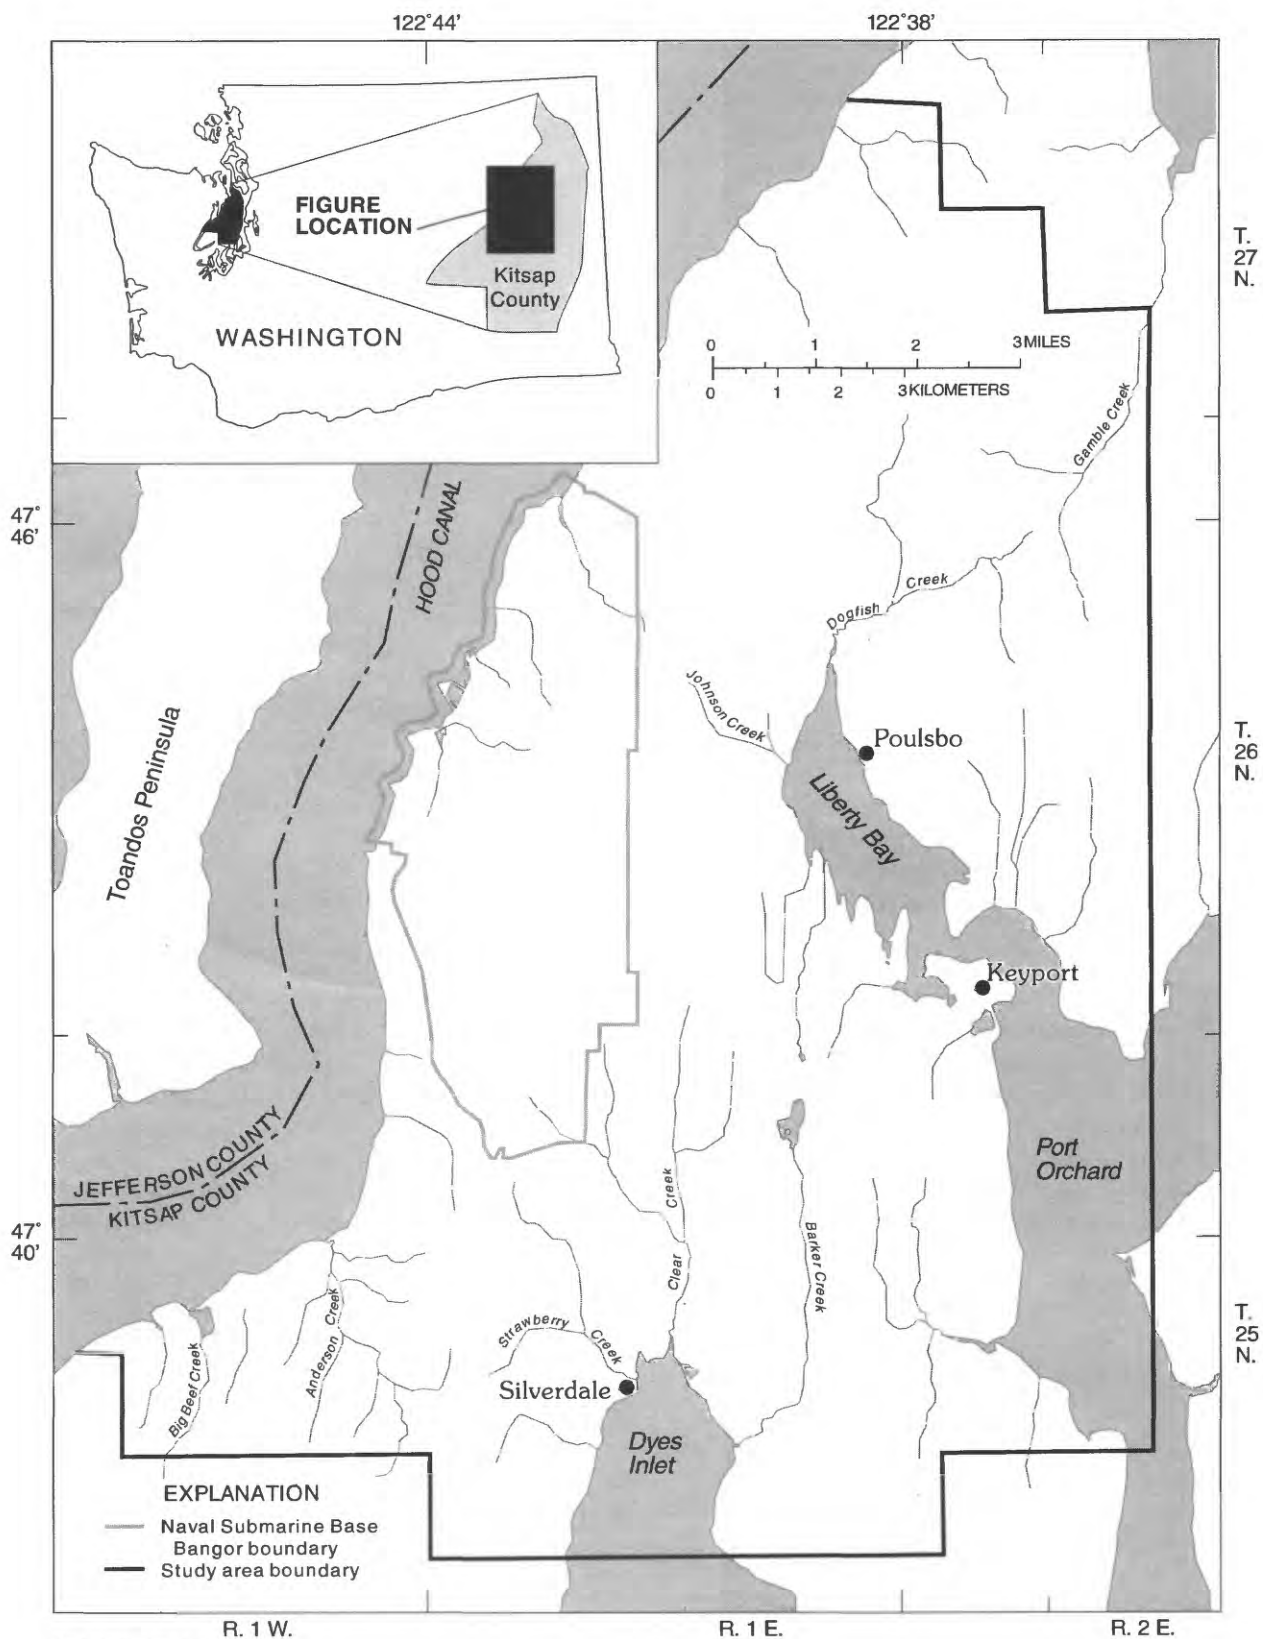 122°44'
122°38'
FIGURE
LOCATION
Kitsap
County
WASHINGTON
T.
27
N.
0 1 2 3 MILES
0 1 2 3 KILOMETERS
Gamble Creek
47°
46'
HOOD CANAL
Dogfish Creek
Johnson Creek
Poulsbo
T.
26
N.
Toandos Peninsula
Liberty Bay
Keyport
JEFFERSON COUNTY
KITSAP COUNTY
Port
Orchard
47°
40'
Clear Creek
Barker Creek
Big Beef Creek
Anderson Creek
Strawberry Creek
Silverdale
T.
25
N.
Dyes
Inlet
EXPLANATION
Naval Submarine Base
Bangor boundary
Study area boundary
R. 1 W.
R. 1 E.
R. 2 E.